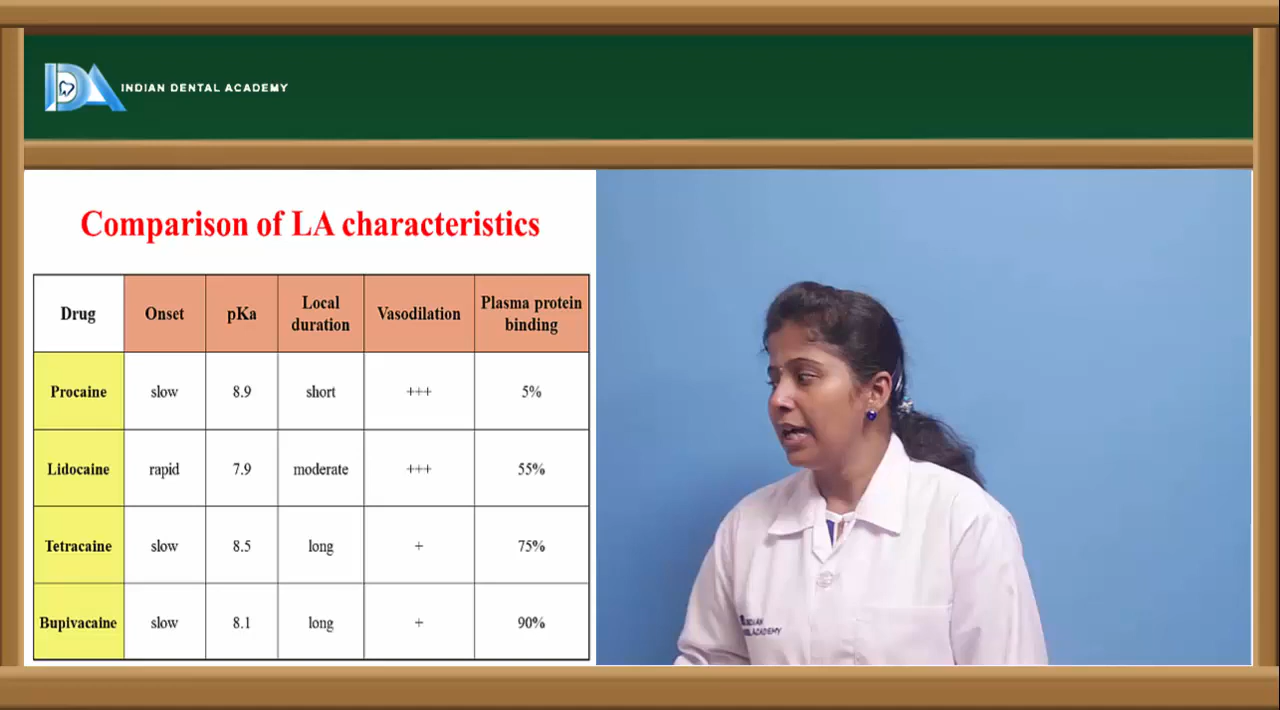 INDIAN DENTAL ACADEMY
Comparison of LA characteristics
Drug Onset pKa Local duration Vasodilation Plasma protein binding
Procaine slow 8.9 short +++ 5%
Lidocaine rapid 7.9 moderate +++ 55%
Tetracaine slow 8.5 long + 75%
Bupivacaine slow 8.1 long + 90%